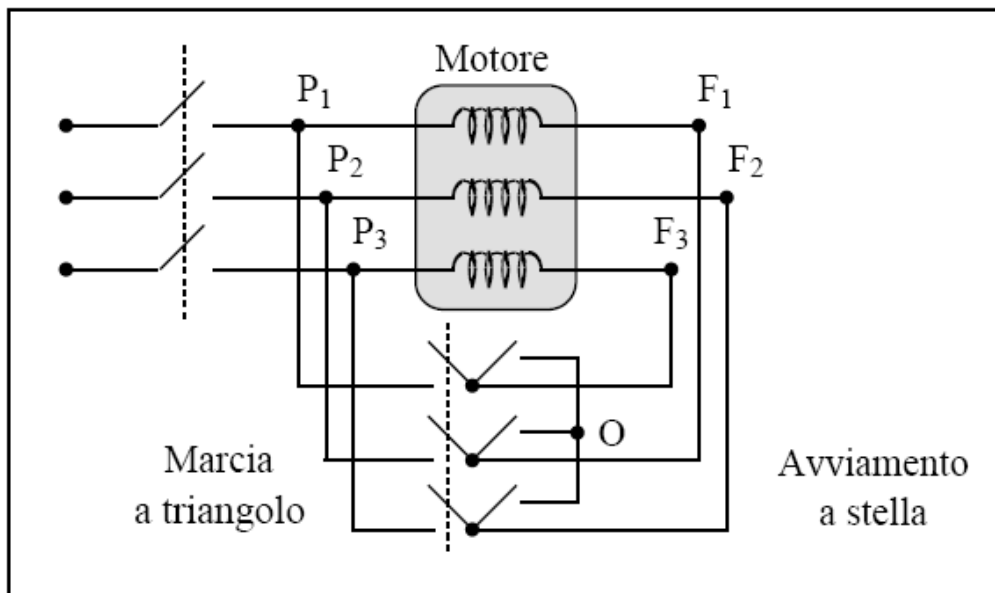 Motore
P₁
F₁
P₂
F₂
P₃
F₃
O
Marcia
a triangolo
Avviamento
a stella